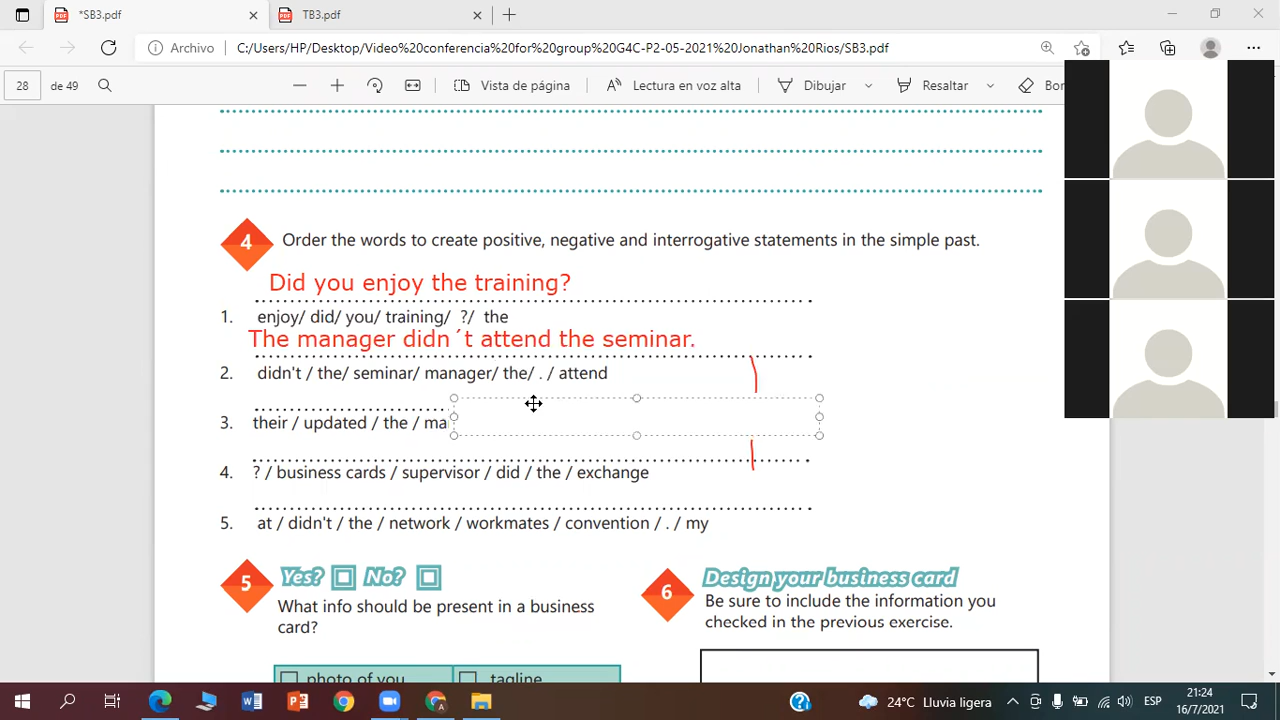 *SB3.pdf
TB3.pdf
Archivo C:/Users/HP/Desktop/Video%20conferencia%20for%20group%20G4C-P2-05-2021%20Jonathan%20Rios/SB3.pdf
28 de 49 Vista de página Lectura en voz alta Dibujar Resaltar Bor
4 Order the words to create positive, negative and interrogative statements in the simple past.
Did you enjoy the training?
1. enjoy/ did/ you/ training/ ?/ the
The manager didn´t attend the seminar.
2. didn't / the/ seminar/ manager/ the/ . / attend
3. their / updated / the / ma
4. ? / business cards / supervisor / did / the / exchange
5. at / didn't / the / network / workmates / convention / . / my
5 Yes? No?
What info should be present in a business
card?
photo of you tagline
6 Design your business card
Be sure to include the information you
checked in the previous exercise.
24°C Lluvia ligera ESP 21:24
16/7/2021